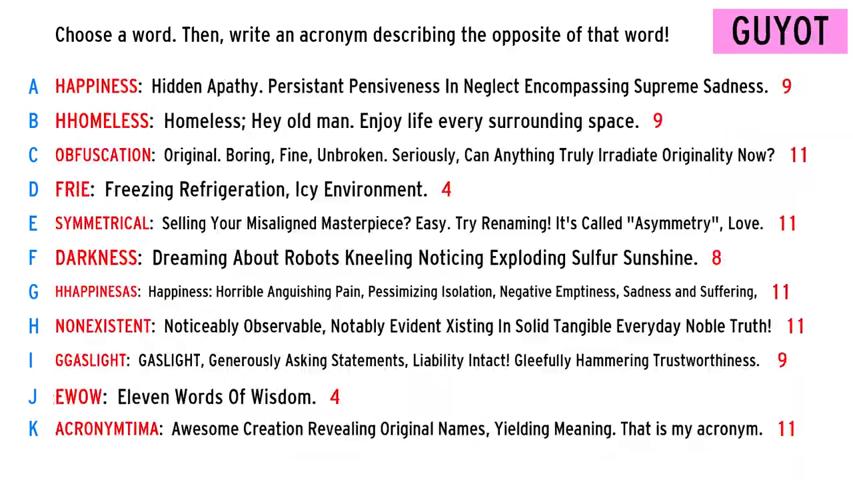 Choose a word. Then, write an acronym describing the opposite of that word!
GUYOT
A HAPPINESS: Hidden Apathy. Persistant Pensiveness In Neglect Encompassing Supreme Sadness. 9
B HHOMELESS: Homeless; Hey old man. Enjoy life every surrounding space. 9
C OBFUSCATION: Original. Boring, Fine, Unbroken. Seriously, Can Anything Truly Irradiate Originality Now? 11
D FRIE: Freezing Refrigeration, Icy Environment. 4
E SYMMETRICAL: Selling Your Misaligned Masterpiece? Easy. Try Renaming! It's Called "Asymmetry", Love. 11
F DARKNESS: Dreaming About Robots Kneeling Noticing Exploding Sulfur Sunshine. 8
G HHAPPINESAS: Happiness: Horrible Anguishing Pain, Pessimizing Isolation, Negative Emptiness, Sadness and Suffering, 11
H NONEXISTENT: Noticeably Observable, Notably Evident Xisting In Solid Tangible Everyday Noble Truth! 11
I GGASLIGHT: GASLIGHT, Generously Asking Statements, Liability Intact! Gleefully Hammering Trustworthiness. 9
J EWOW: Eleven Words Of Wisdom. 4
K ACRONYMTIMA: Awesome Creation Revealing Original Names, Yielding Meaning. That is my acronym. 11